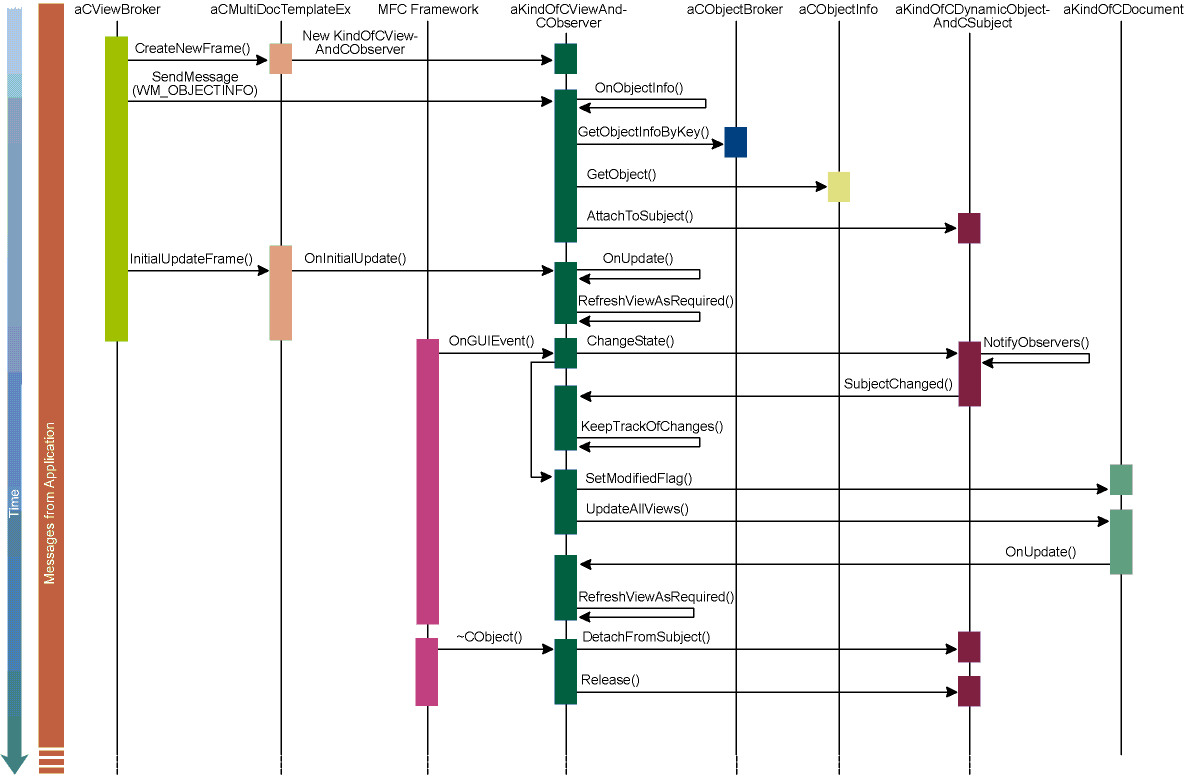 aCViewBroker
aCMultiDocTemplateEx
MFC Framework
aKindOfCViewAnd-
CObserver
aCObjectBroker
aCObjectInfo
aKindOfCDynamicObject-
AndCSubject
aKindOfCDocument
CreateNewFrame()
New KindOfCView-
AndCObserver
SendMessage
(WM_OBJECTINFO)
OnObjectInfo()
GetObjectInfoByKey()
GetObject()
AttachToSubject()
InitialUpdateFrame()
OnInitialUpdate()
OnUpdate()
RefreshViewAsRequired()
OnGUIEvent()
ChangeState()
NotifyObservers()
SubjectChanged()
KeepTrackOfChanges()
SetModifiedFlag()
UpdateAllViews()
OnUpdate()
RefreshViewAsRequired()
~CObject()
DetachFromSubject()
Release()
Time
Messages from Application